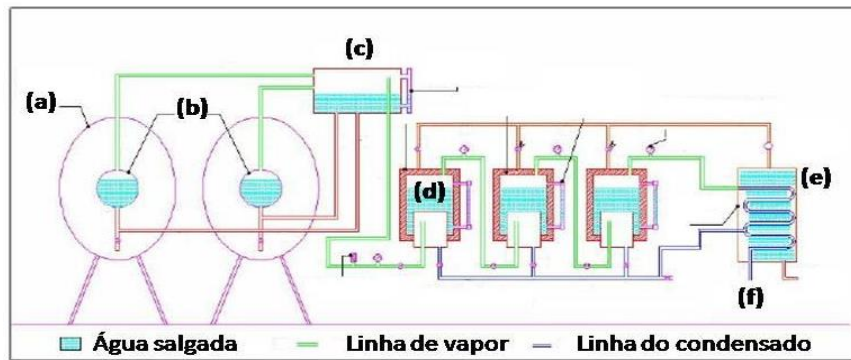 (c)
(a)
(b)
(d)
(e)
(f)
Água salgada
Linha de vapor
Linha do condensado